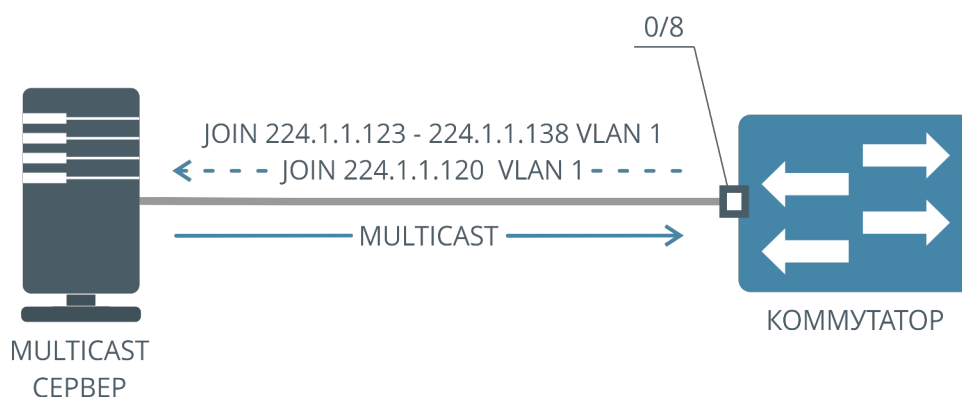 0/8
JOIN 224.1.1.123 - 224.1.1.138 VLAN 1
JOIN 224.1.1.120 VLAN 1
MULTICAST
КОММУТАТОР
MULTICAST
СЕРВЕР